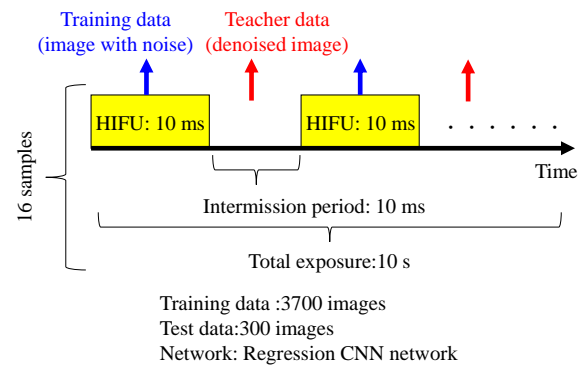 Training data
(image with noise)
Teacher data
(denoised image)
HIFU: 10 ms
HIFU: 10 ms
. . . . . .
Time
16 samples
Intermission period: 10 ms
Total exposure:10 s
Training data :3700 images
Test data:300 images
Network: Regression CNN network